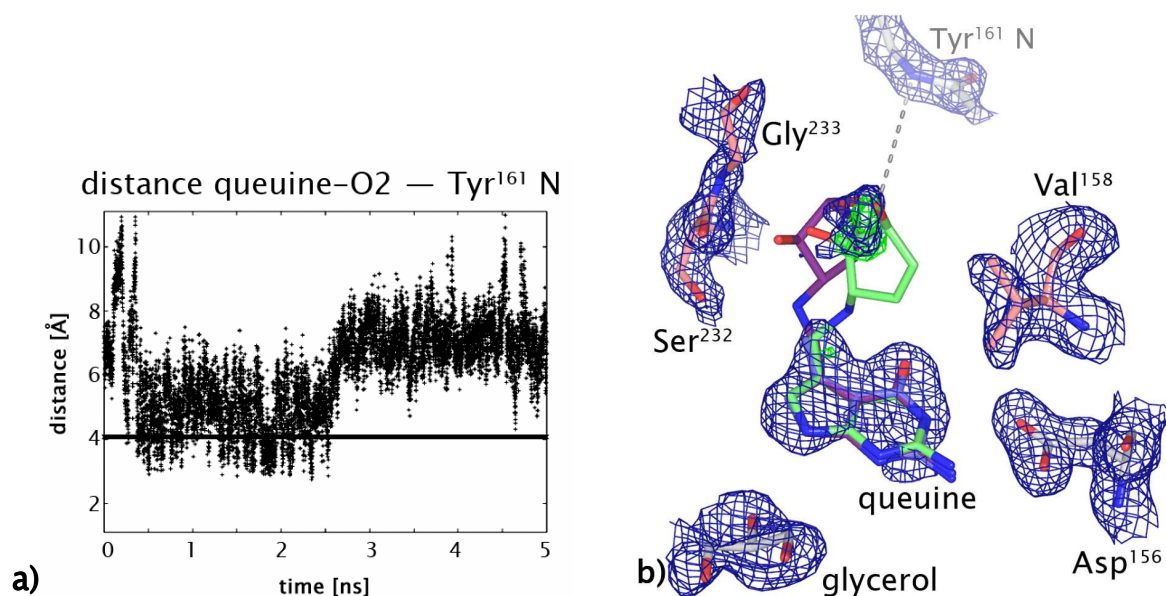 distance queuine-O2 — Tyr¹⁶¹ N
distance [Å]
10
8
6
4
2
0 1 2 3 4 5
time [ns]
a)
Tyr¹⁶¹ N
Gly²³³
Val¹⁵⁸
Ser²³²
queuine
Asp¹⁵⁶
glycerol
b)